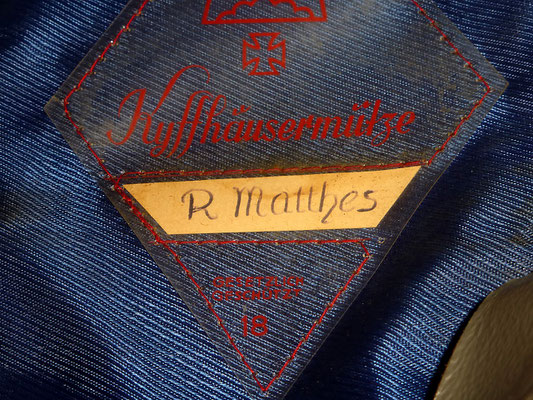 Kyffhäusermütze
R Matthes
GESETZLICH
GESCHÜTZT
18